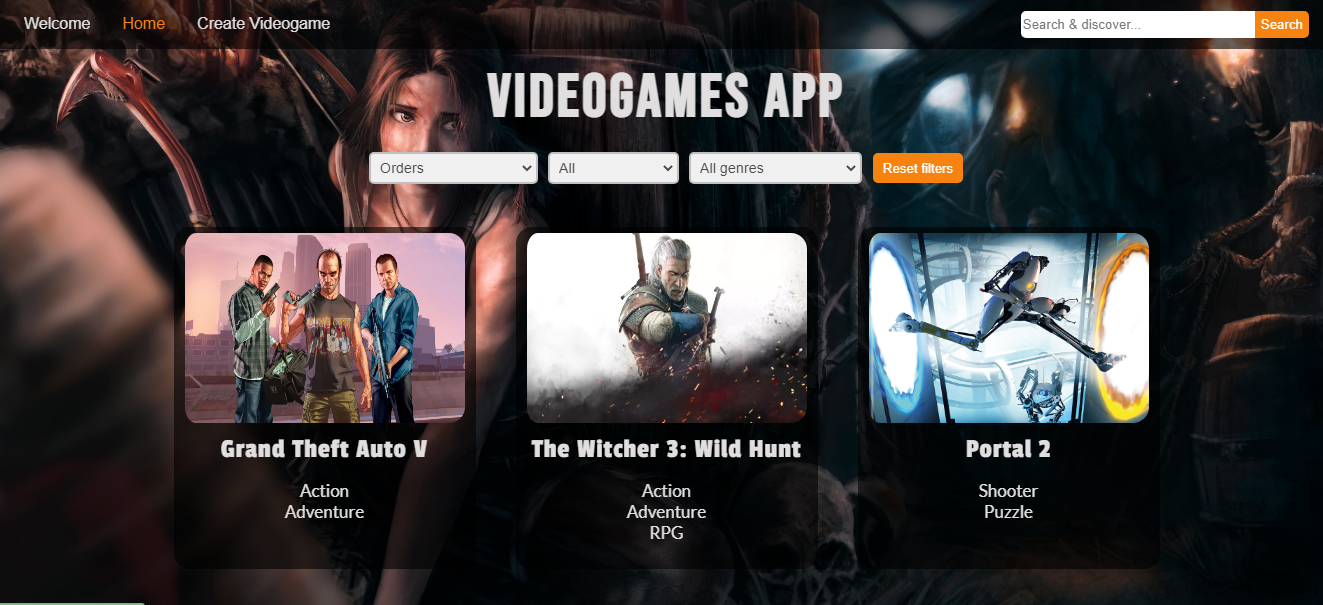 Welcome Home Create Videogame Search & discover... Search
VIDEOGAMES APP
Orders All All genres Reset filters
Grand Theft Auto V The Witcher 3: Wild Hunt Portal 2
Action Action Shooter
Adventure Adventure Puzzle
RPG